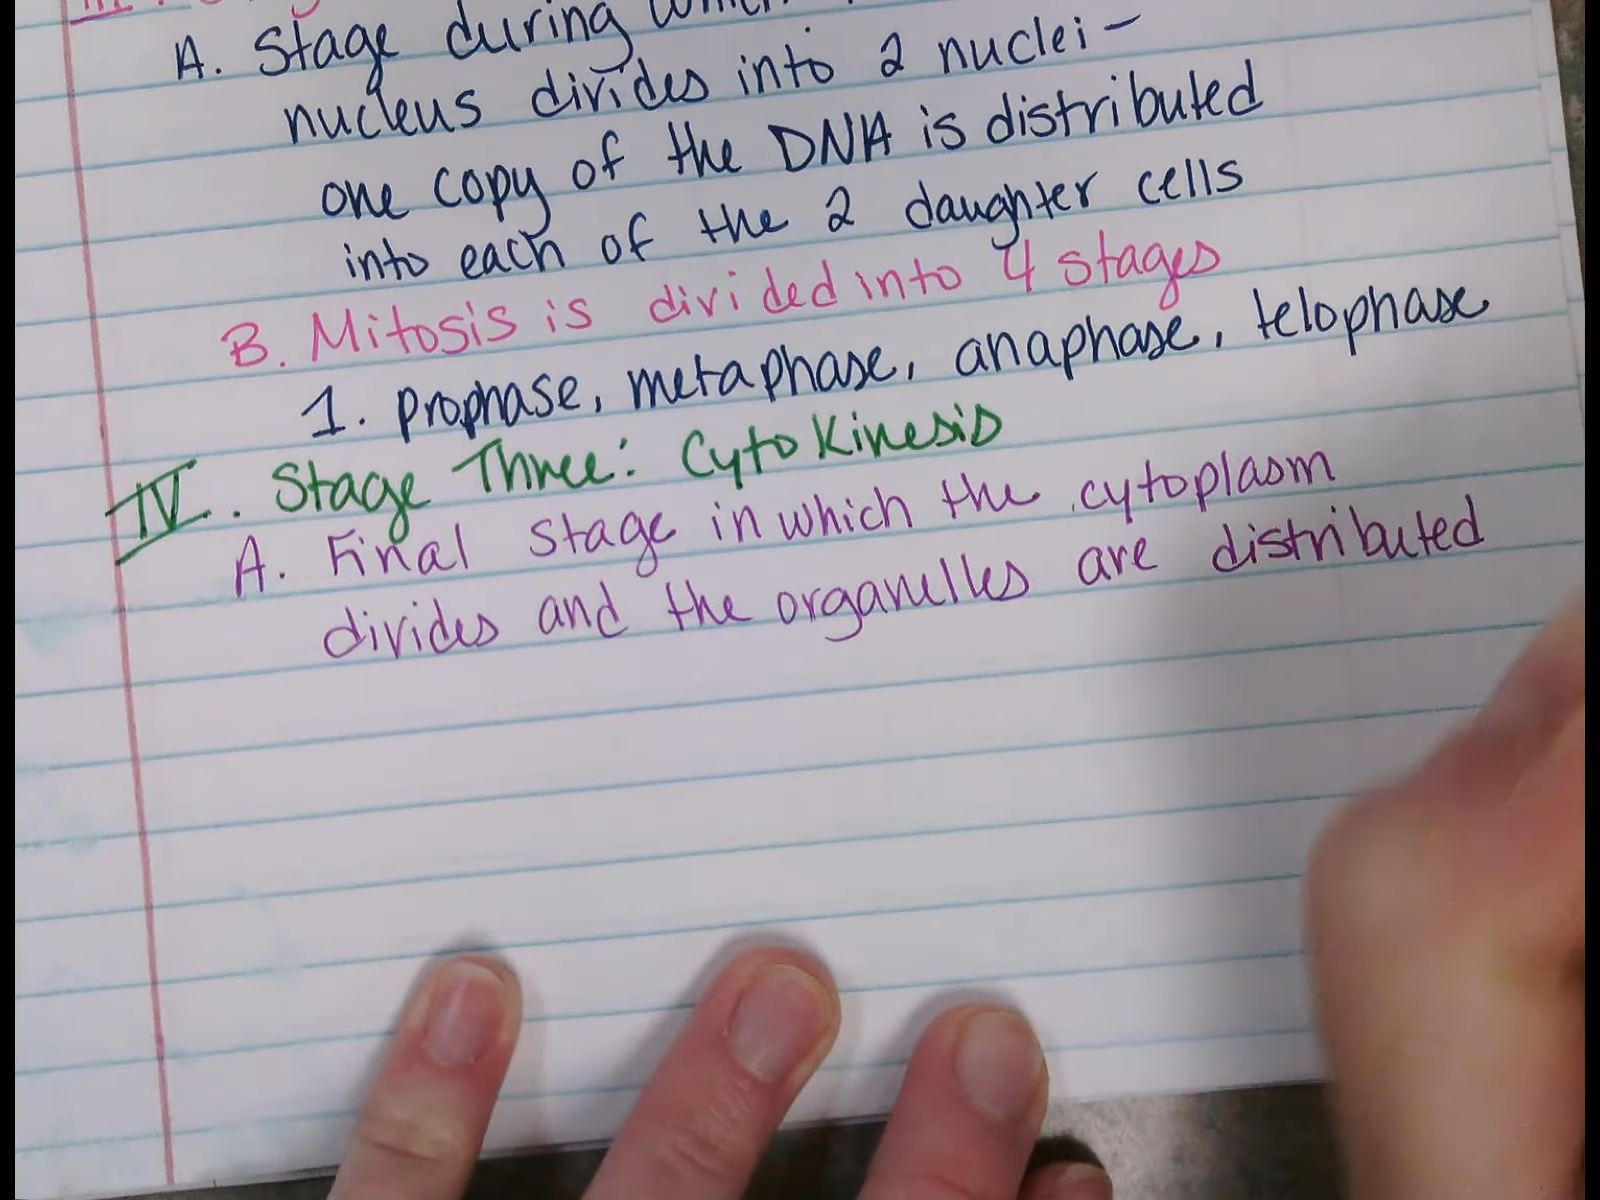 III.
A. Stage during which
nucleus divides into 2 nuclei -
one copy of the DNA is distributed
into each of the 2 daughter cells
B. Mitosis is divided into 4 stages
1. prophase, metaphase, anaphase, telophase
IV. Stage Three: Cytokinesis
A. Final stage in which the cytoplasm
divides and the organelles are distributed